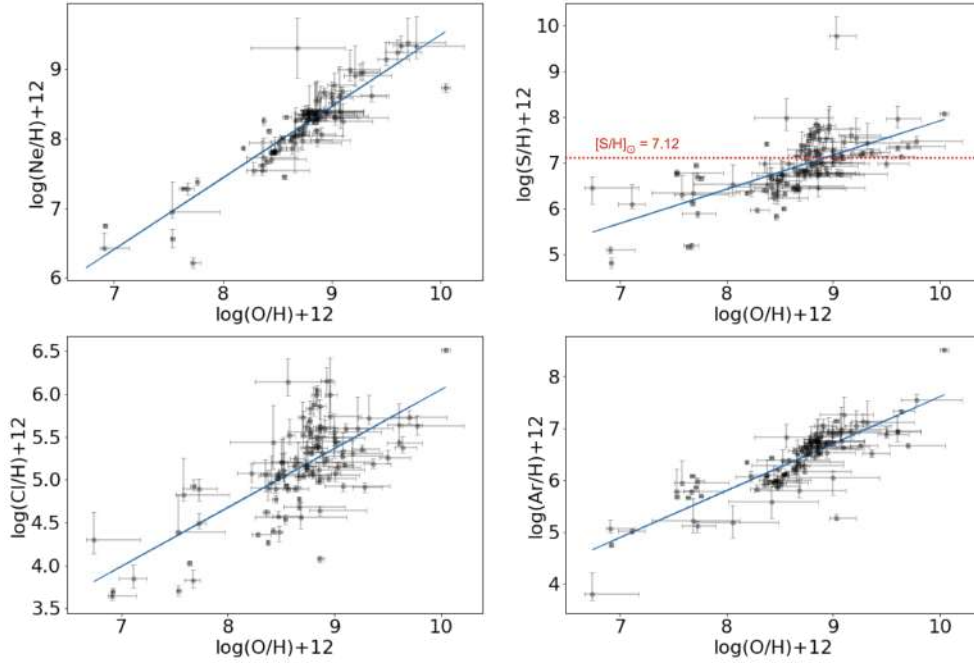 log(Ne/H)+12
9
8
7
6
7 8 9 10
log(O/H)+12
log(S/H)+12
10
9
8
7
6
5
[S/H]⊙ = 7.12
7 8 9 10
log(O/H)+12
log(Cl/H)+12
6.5
6.0
5.5
5.0
4.5
4.0
3.5
7 8 9 10
log(O/H)+12
log(Ar/H)+12
8
7
6
5
4
7 8 9 10
log(O/H)+12